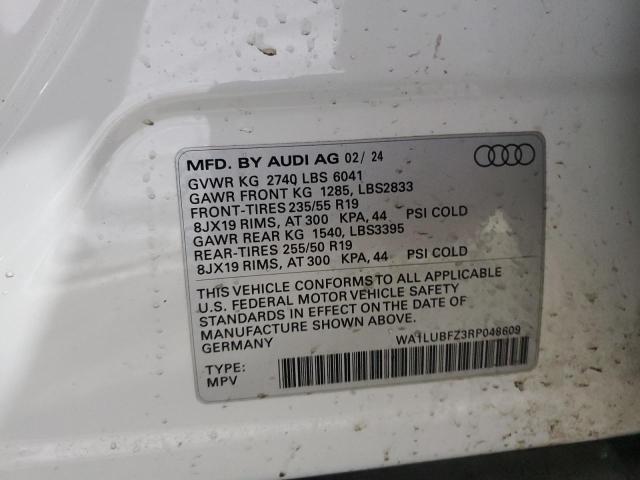 MFD. BY AUDI AG 02/ 24
GVWR KG 2740 LBS 6041
GAWR FRONT KG 1285, LBS2833
FRONT-TIRES 235/55 R19
8JX19 RIMS, AT 300 KPA, 44 PSI COLD
GAWR REAR KG 1540, LBS3395
REAR-TIRES 255/50 R19
8JX19 RIMS, AT 300 KPA, 44 PSI COLD
THIS VEHICLE CONFORMS TO ALL APPLICABLE
U.S. FEDERAL MOTOR VEHICLE SAFETY
STANDARDS IN EFFECT ON THE DATE OF
MANUFACTURE SHOWN ABOVE.
GERMANY WA1LUBFZ3RP048609
TYPE:
MPV